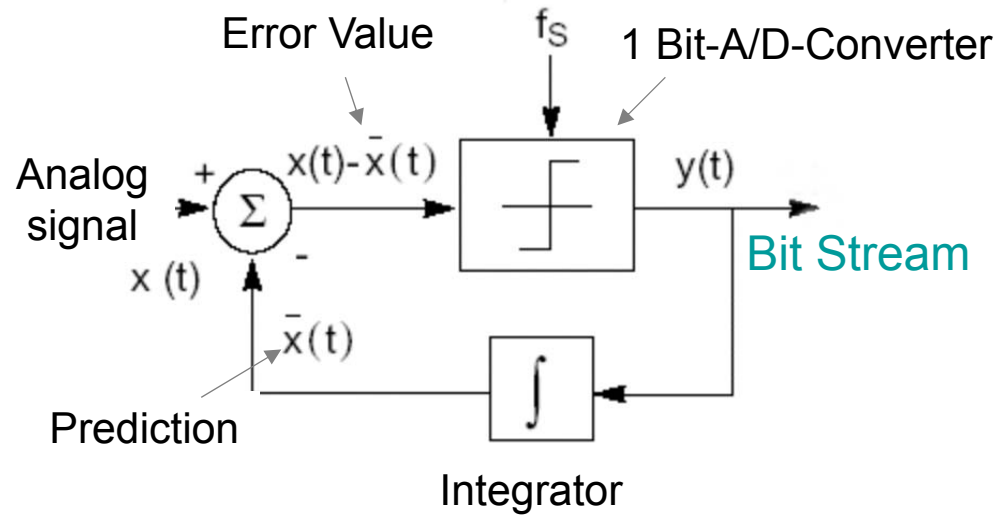 Error Value
fS
1 Bit-A/D-Converter
Analog
signal
+
x(t)-x̄(t)
y(t)
Σ
-
x (t)
Bit Stream
x̄(t)
∫
Prediction
Integrator